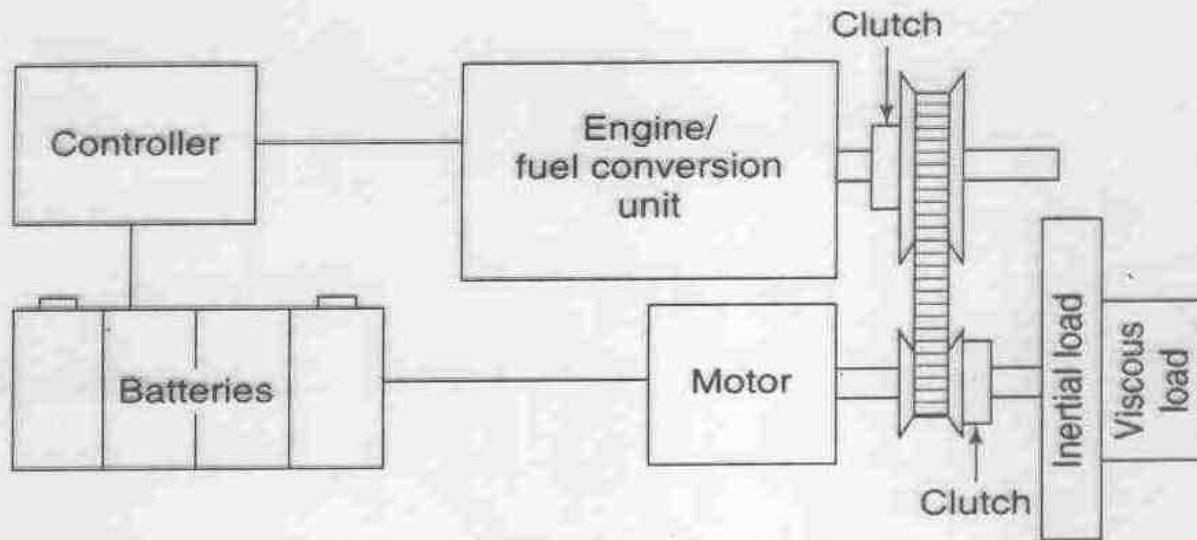 Clutch
Controller
Engine/
fuel conversion
unit
Batteries
Motor
Inertial load
Viscous
load
Clutch